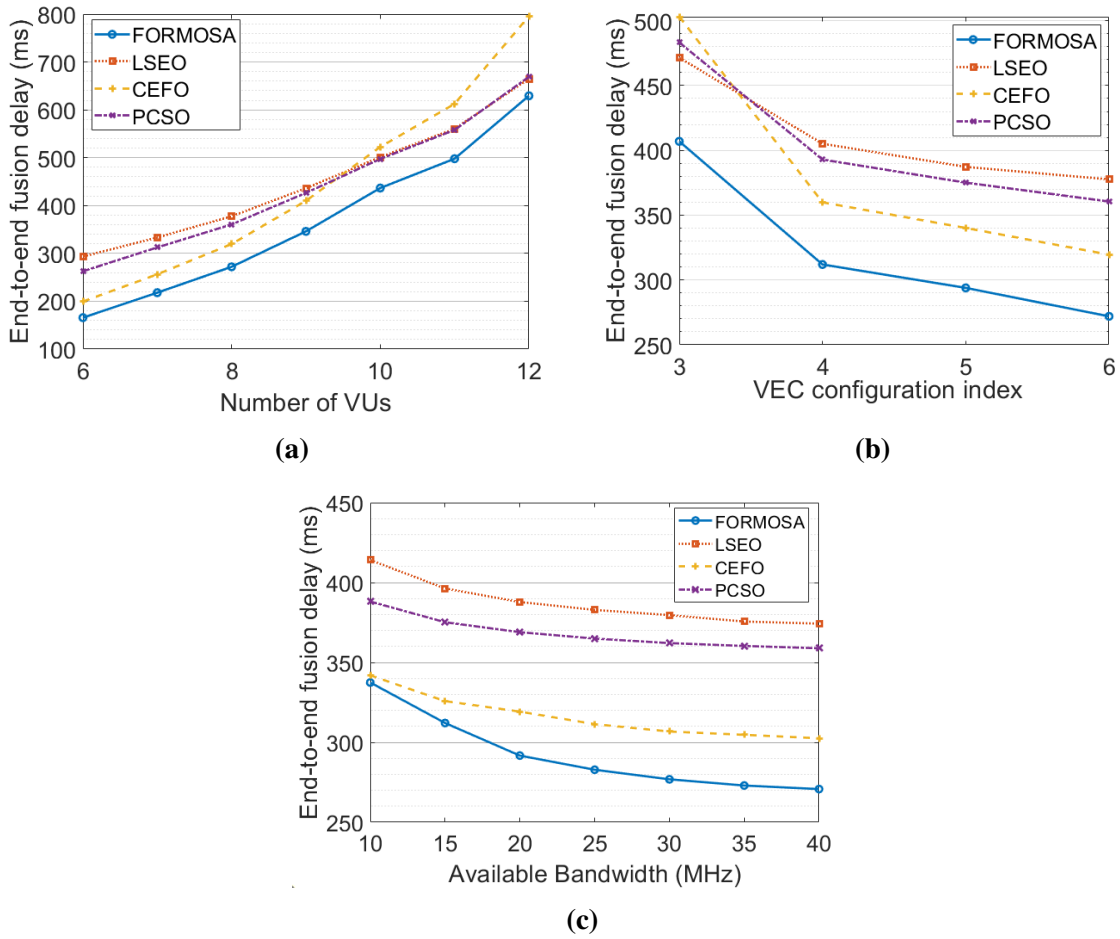 End-to-end fusion delay (ms)
800
700
600
500
400
300
200
100
6
8
10
12
Number of VUs
FORMOSA
LSEO
CEFO
PCSO
(a)
End-to-end fusion delay (ms)
500
450
400
350
300
250
3
4
5
6
VEC configuration index
FORMOSA
LSEO
CEFO
PCSO
(b)
End-to-end fusion delay (ms)
450
400
350
300
250
10
15
20
25
30
35
40
Available Bandwidth (MHz)
FORMOSA
LSEO
CEFO
PCSO
(c)